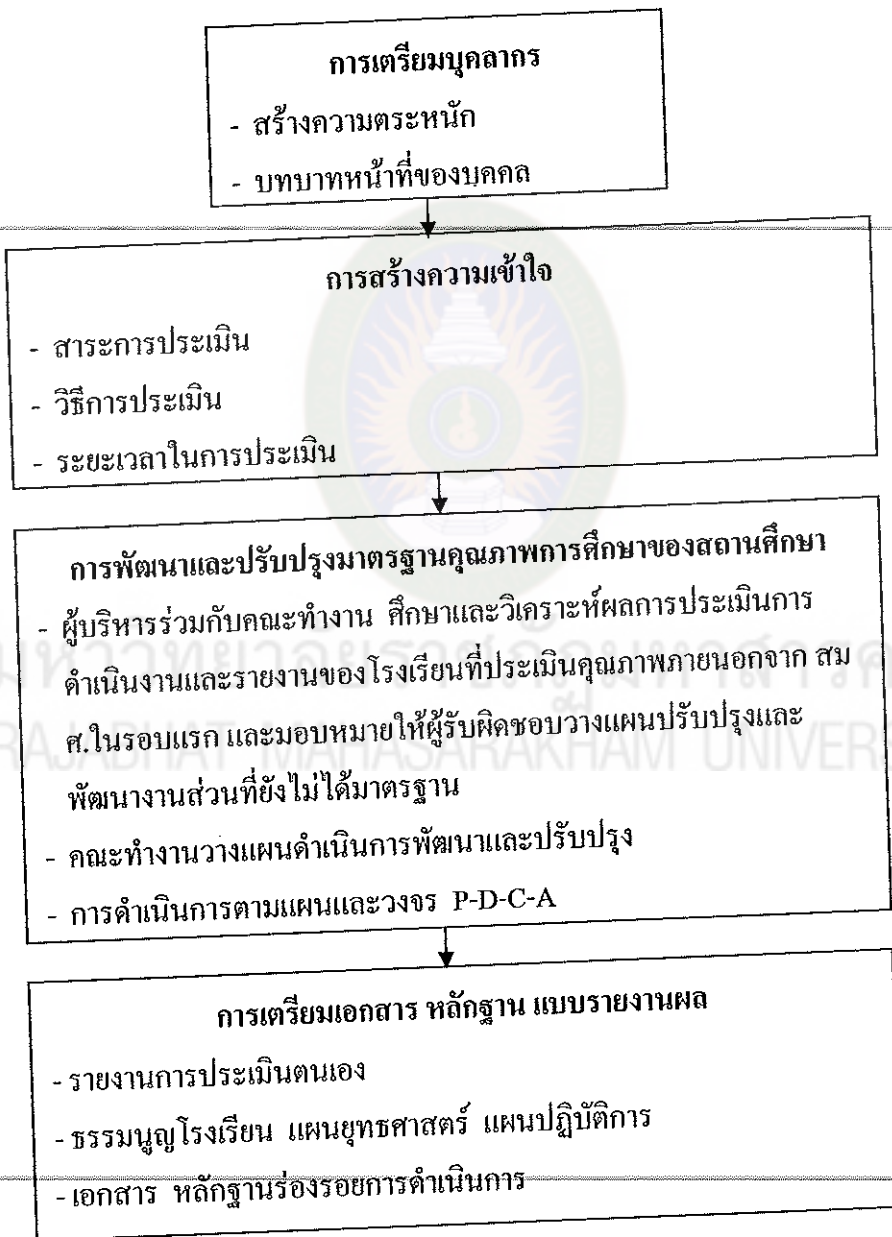 การเตรียมบุคลากร
- สร้างความตระหนัก
- บทบาทหน้าที่ของบุคคล
การสร้างความเข้าใจ
- สาระการประเมิน
- วิธีการประเมิน
- ระยะเวลาในการประเมิน
การพัฒนาและปรับปรุงมาตรฐานคุณภาพการศึกษาของสถานศึกษา
- ผู้บริหารร่วมกับคณะทำงาน ศึกษาและวิเคราะห์ผลการประเมินการ
ดำเนินงานและรายงานของโรงเรียนที่ประเมินคุณภาพภายนอกจาก สม
ศ.ในรอบแรก และมอบหมายให้ผู้รับผิดชอบวางแผนปรับปรุงและ
พัฒนางานส่วนที่ยังไม่ได้มาตรฐาน
- คณะทำงานวางแผนดำเนินการพัฒนาและปรับปรุง
- การดำเนินการตามแผนและวงจร P-D-C-A
การเตรียมเอกสาร หลักฐาน แบบรายงานผล
- รายงานการประเมินตนเอง
- ธรรมนูญโรงเรียน แผนยุทธศาสตร์ แผนปฏิบัติการ
- เอกสาร หลักฐานร่องรอยการดำเนินการ
มหาวิทยาลัยราชภัฏมหาสารค
RAJABHAT MAHASARAKHAM UNIVER